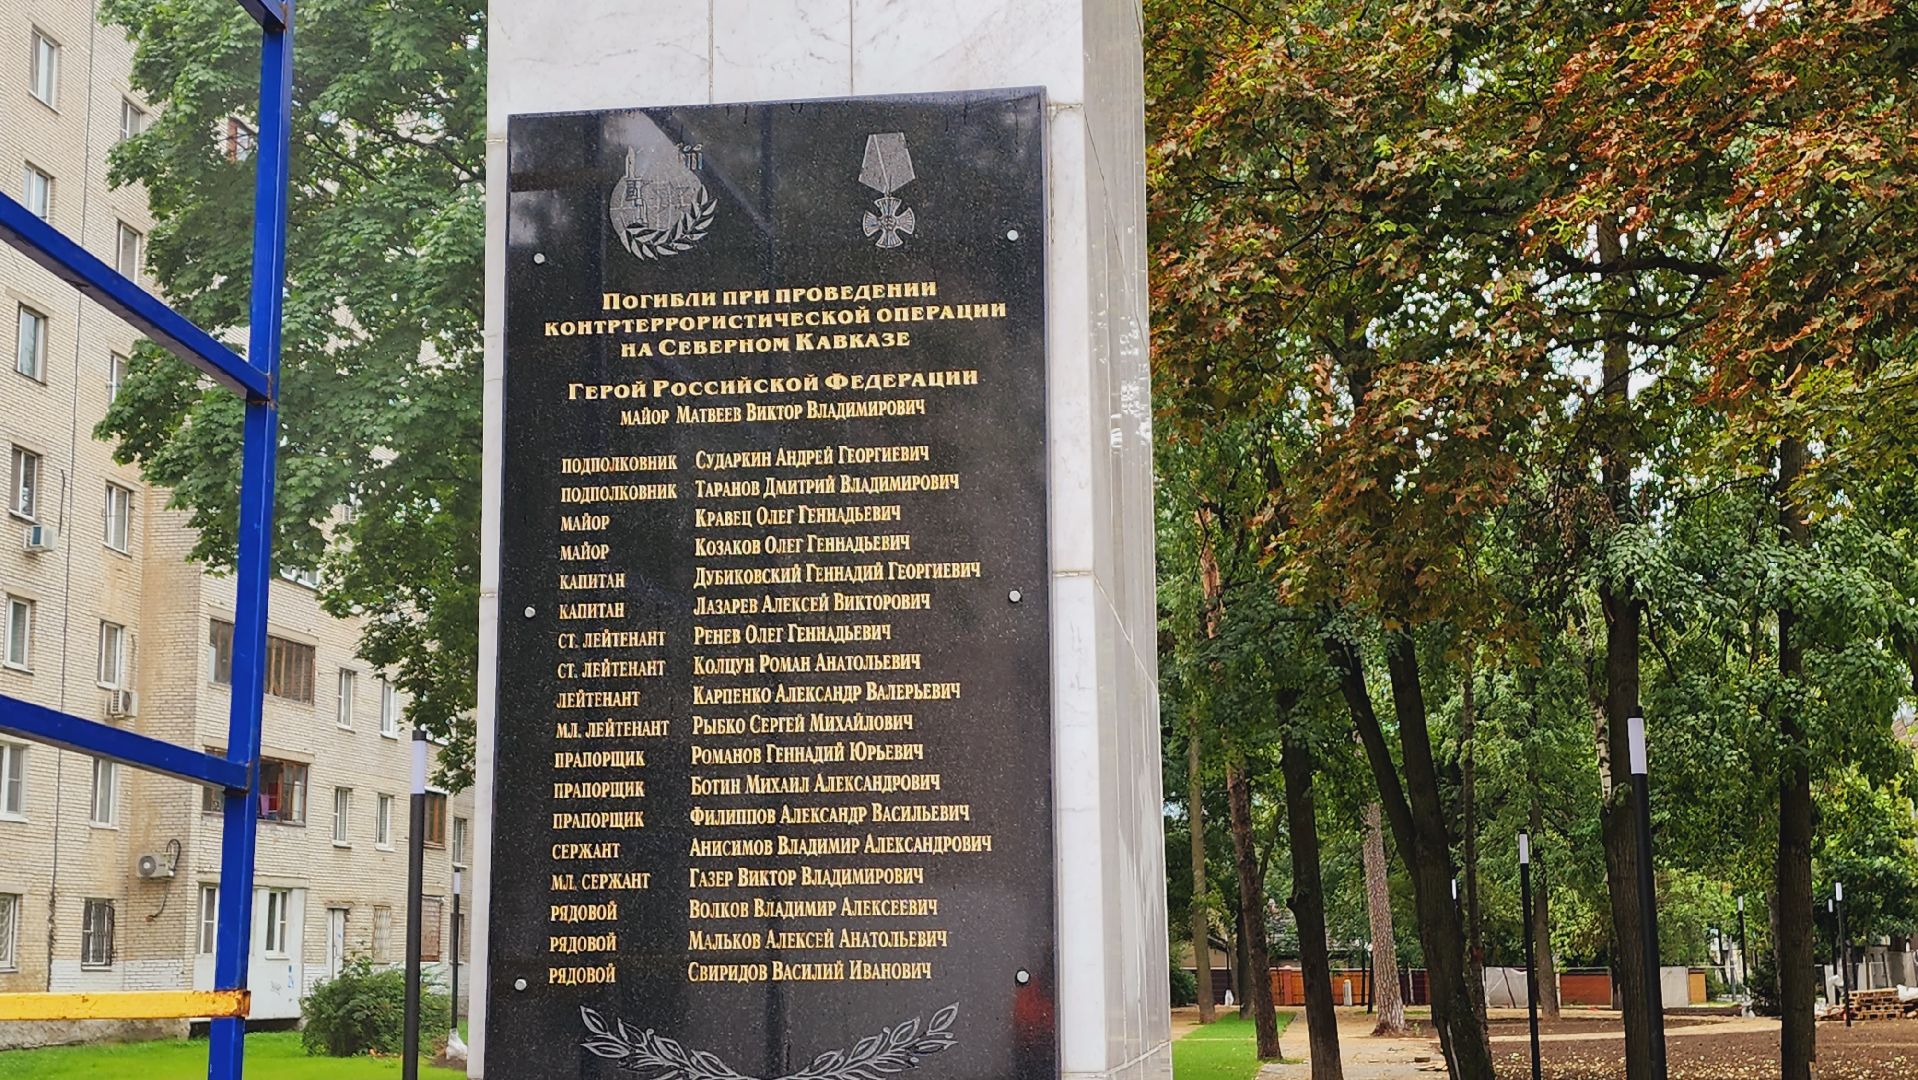 Погибли при проведении
контртеррористической операции
на Северном Кавказе
Герой Российской Федерации
майор Матвеев Виктор Владимирович
подполковник Сударкин Андрей Георгиевич
подполковник Таранов Дмитрий Владимирович
майор Кравец Олег Геннадьевич
майор Козаков Олег Геннадьевич
капитан Дубиковский Геннадий Георгиевич
капитан Лазарев Алексей Викторович
ст. лейтенант Ренев Олег Геннадьевич
ст. лейтенант Колцун Роман Анатольевич
лейтенант Карпенко Александр Валерьевич
мл. лейтенант Рыбко Сергей Михайлович
прапорщик Романов Геннадий Юрьевич
прапорщик Ботин Михаил Александрович
прапорщик Филиппов Александр Васильевич
сержант Анисимов Владимир Александрович
мл. сержант Газер Виктор Владимирович
рядовой Волков Владимир Алексеевич
рядовой Мальков Алексей Анатольевич
рядовой Свиридов Василий Иванович